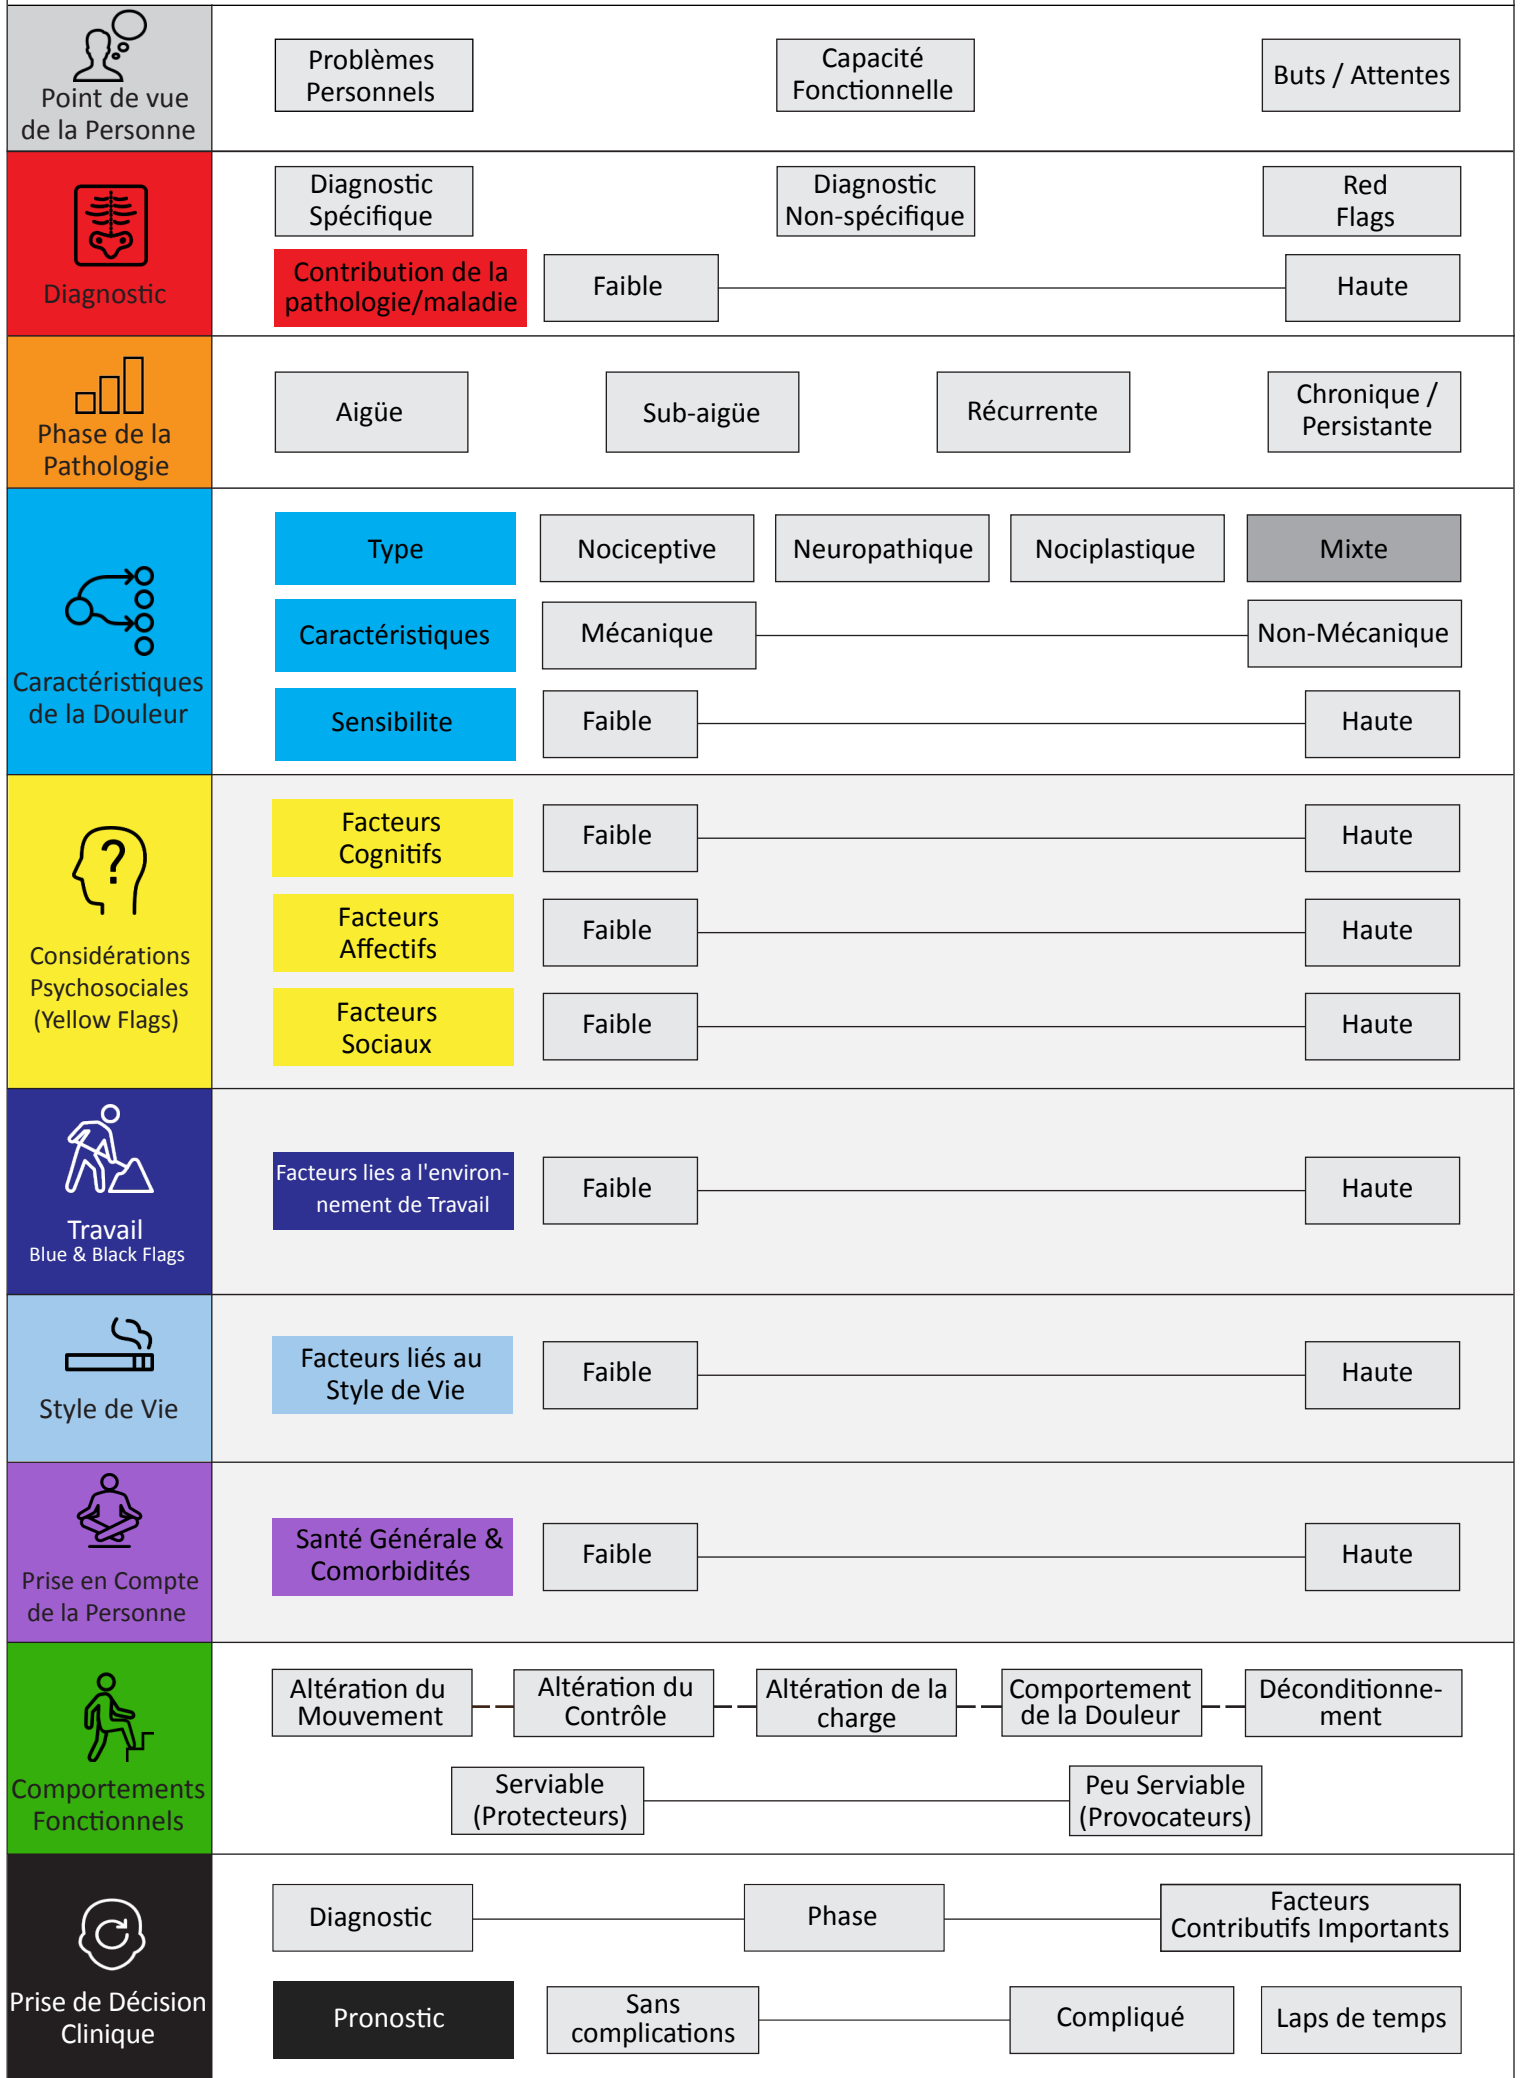 Point de vue
de la Personne
Problèmes
Personnels
Capacité
Fonctionnelle
Buts / Attentes
Diagnostic
Diagnostic
Spécifique
Diagnostic
Non-spécifique
Red
Flags
Contribution de la
pathologie/maladie
Faible
Haute
Phase de la
Pathologie
Aigüe
Sub-aigüe
Récurrente
Chronique /
Persistante
Caractéristiques
de la Douleur
Type
Nociceptive
Neuropathique
Nociplastique
Mixte
Caractéristiques
Mécanique
Non-Mécanique
Sensibilite
Faible
Haute
?
Considérations
Psychosociales
(Yellow Flags)
Facteurs
Cognitifs
Faible
Haute
Facteurs
Affectifs
Faible
Haute
Facteurs
Sociaux
Faible
Haute
Travail
Blue & Black Flags
Facteurs lies a l'environ-
nement de Travail
Faible
Haute
Style de Vie
Facteurs liés au
Style de Vie
Faible
Haute
Prise en Compte
de la Personne
Santé Générale &
Comorbidités
Faible
Haute
Comportements
Fonctionnels
Altération du
Mouvement
Altération du
Contrôle
Altération de la
charge
Comportement
de la Douleur
Déconditionne-
ment
Serviable
(Protecteurs)
Peu Serviable
(Provocateurs)
Prise de Décision
Clinique
Diagnostic
Phase
Facteurs
Contributifs Importants
Pronostic
Sans
complications
Compliqué
Laps de temps